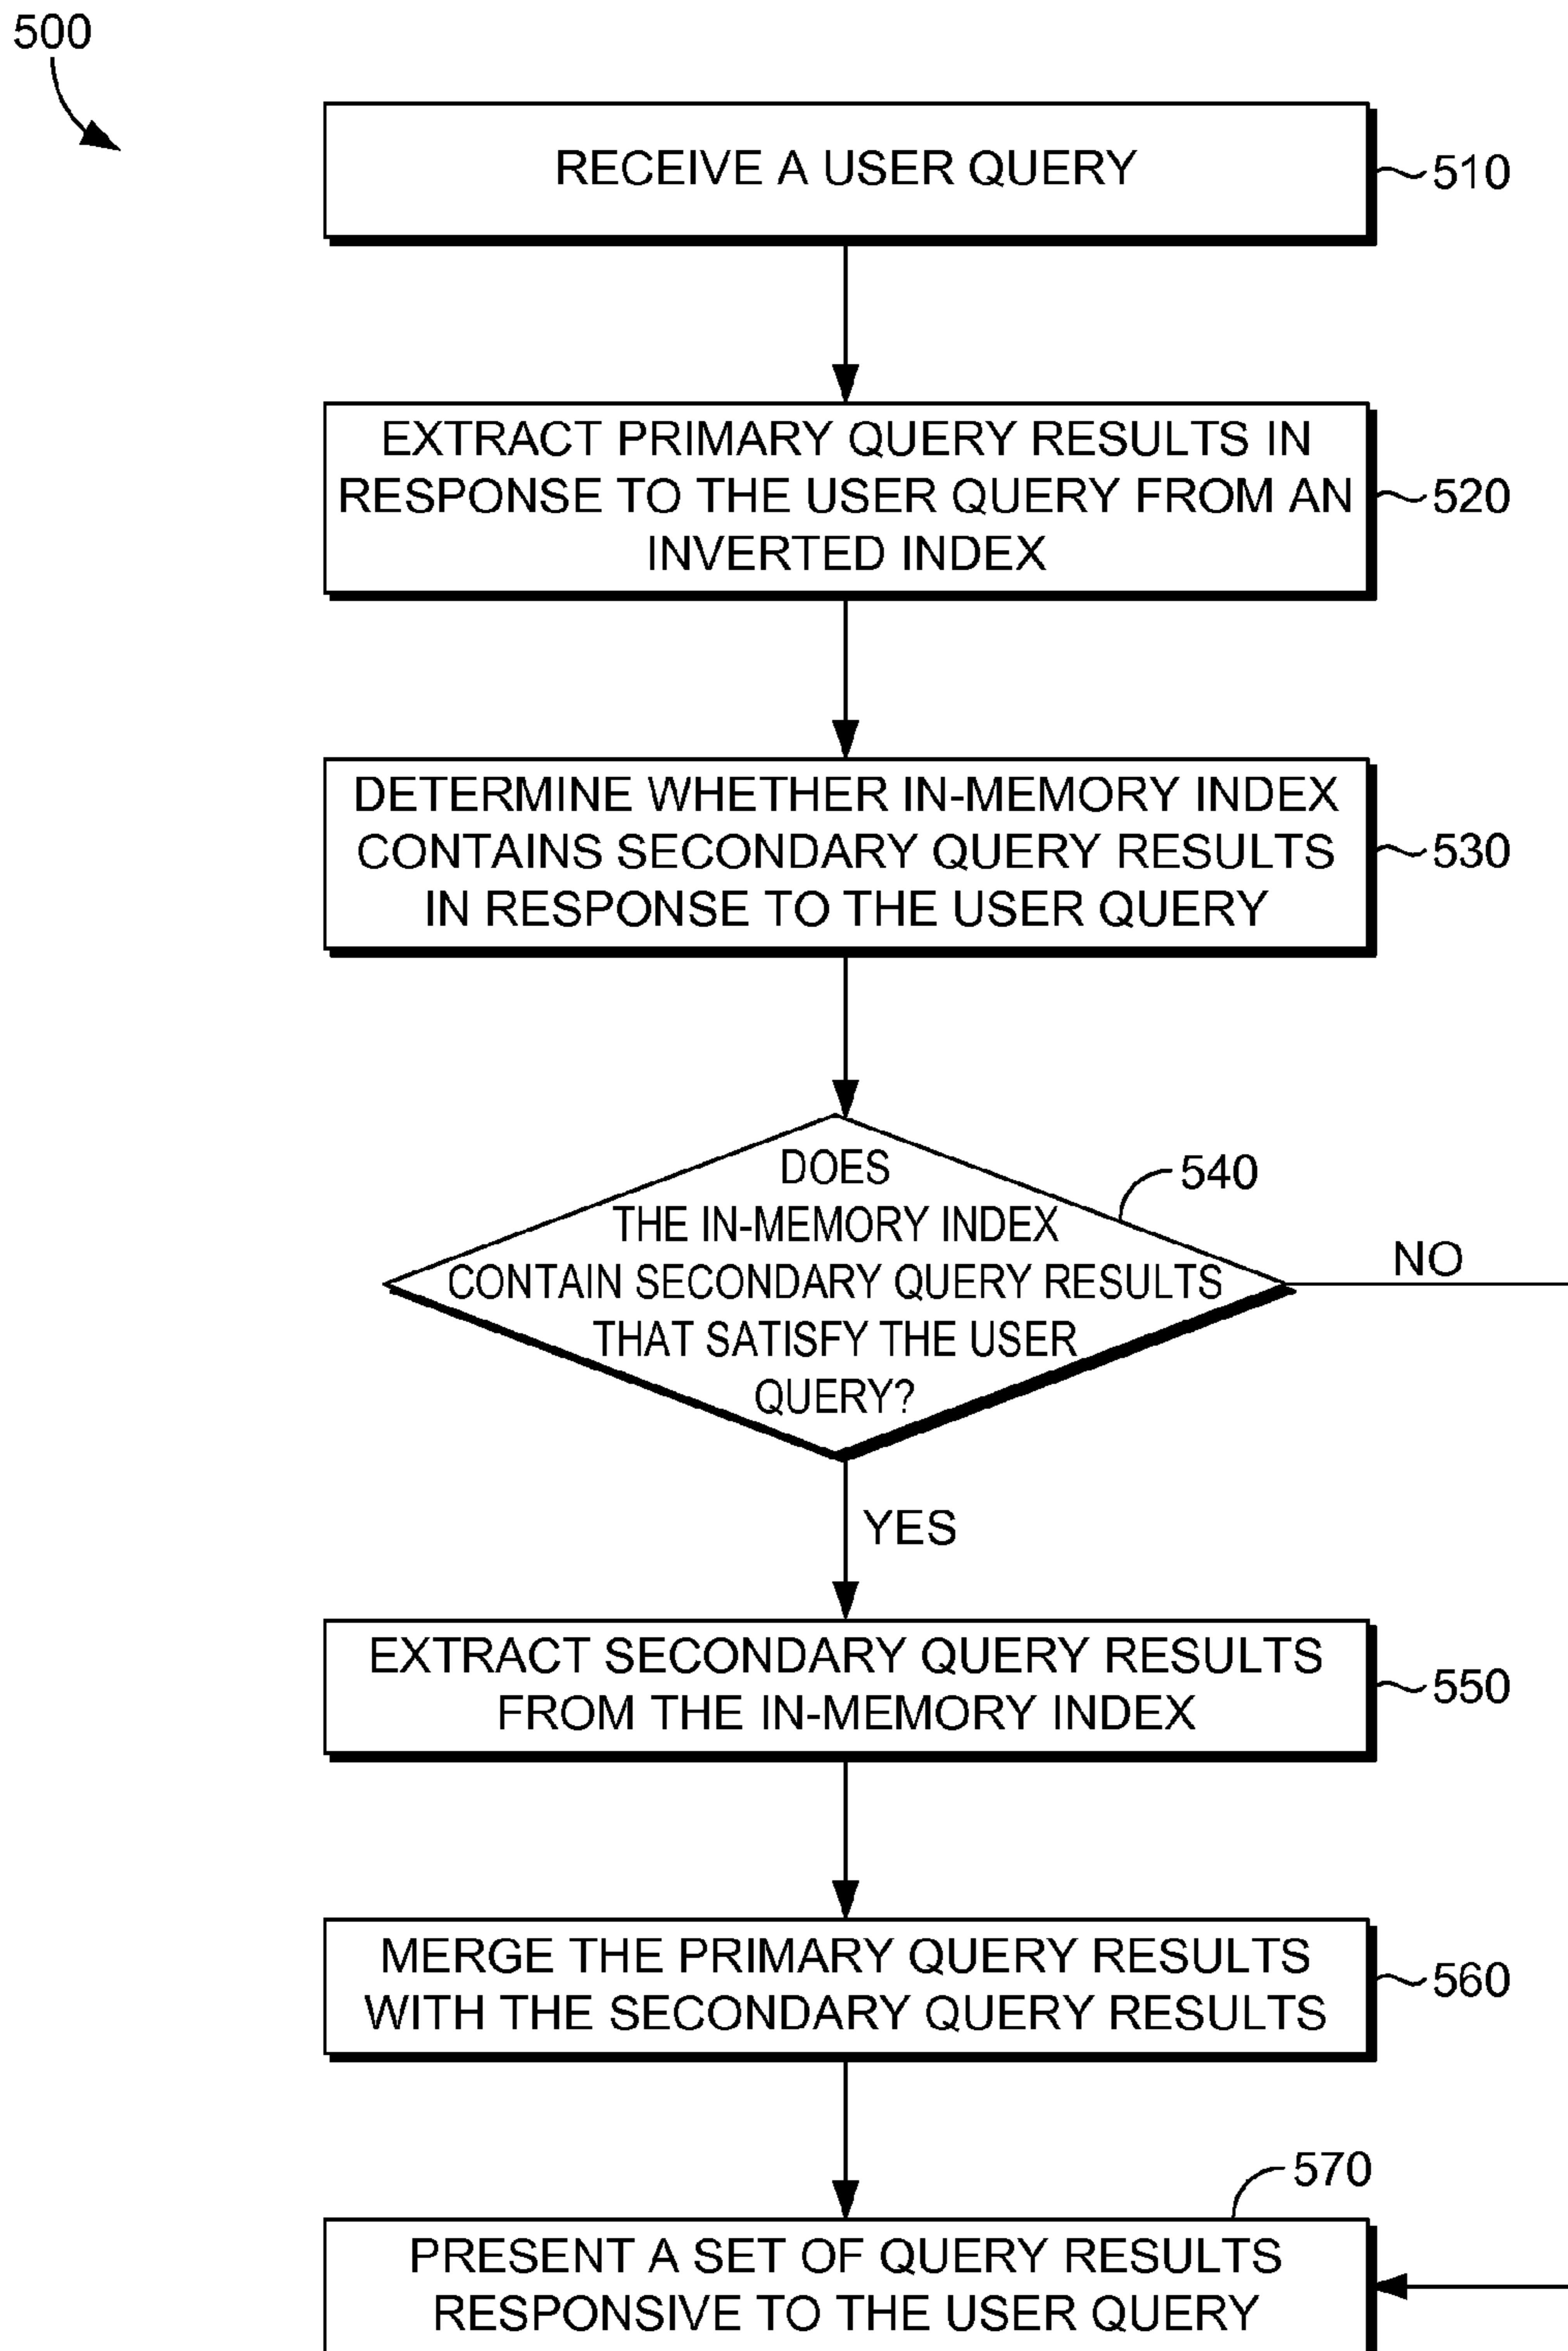 500
RECEIVE A USER QUERY
510
EXTRACT PRIMARY QUERY RESULTS IN
RESPONSE TO THE USER QUERY FROM AN
INVERTED INDEX
520
DETERMINE WHETHER IN-MEMORY INDEX
CONTAINS SECONDARY QUERY RESULTS
IN RESPONSE TO THE USER QUERY
530
DOES
THE IN-MEMORY INDEX
CONTAIN SECONDARY QUERY RESULTS
THAT SATISFY THE USER
QUERY?
540
NO
YES
EXTRACT SECONDARY QUERY RESULTS
FROM THE IN-MEMORY INDEX
550
MERGE THE PRIMARY QUERY RESULTS
WITH THE SECONDARY QUERY RESULTS
560
570
PRESENT A SET OF QUERY RESULTS
RESPONSIVE TO THE USER QUERY